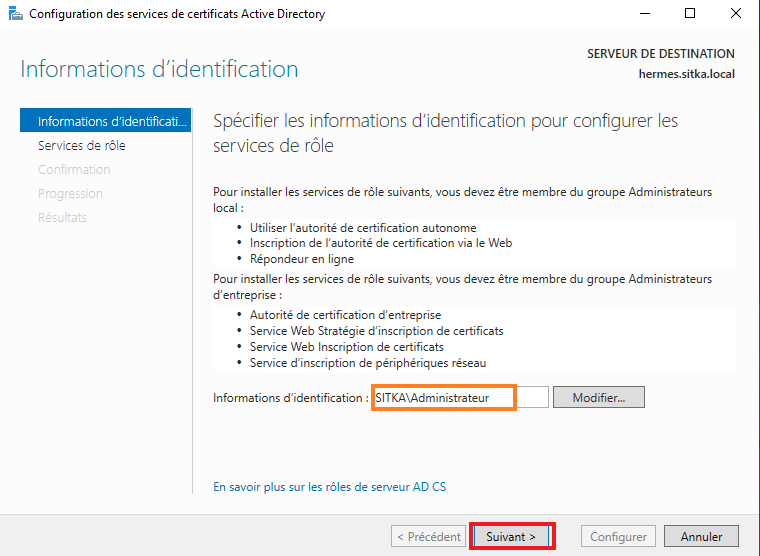 Configuration des services de certificats Active Directory
Informations d'identification
SERVEUR DE DESTINATION
hermes.sitka.local
Informations d'identificati...
Services de rôle
Confirmation
Progression
Résultats
Spécifier les informations d'identification pour configurer les
services de rôle
Pour installer les services de rôle suivants, vous devez être membre du groupe Administrateurs
local :
• Utiliser l'autorité de certification autonome
• Inscription de l'autorité de certification via le Web
• Répondeur en ligne
Pour installer les services de rôle suivants, vous devez être membre du groupe Administrateurs
d'entreprise :
• Autorité de certification d'entreprise
• Service Web Stratégie d'inscription de certificats
• Service Web Inscription de certificats
• Service d'inscription de périphériques réseau
Informations d'identification : SITKA\Administrateur Modifier...
En savoir plus sur les rôles de serveur AD CS
< Précédent Suivant > Configurer Annuler